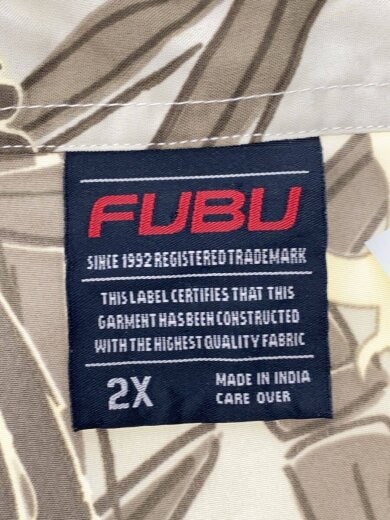 FUBU
SINCE 1992 REGISTERED TRADEMARK
THIS LABEL CERTIFIES THAT THIS
GARMENT HAS BEEN CONSTRUCTED
WITH THE HIGHEST QUALITY FABRIC
2X
MADE IN INDIA
CARE OVER